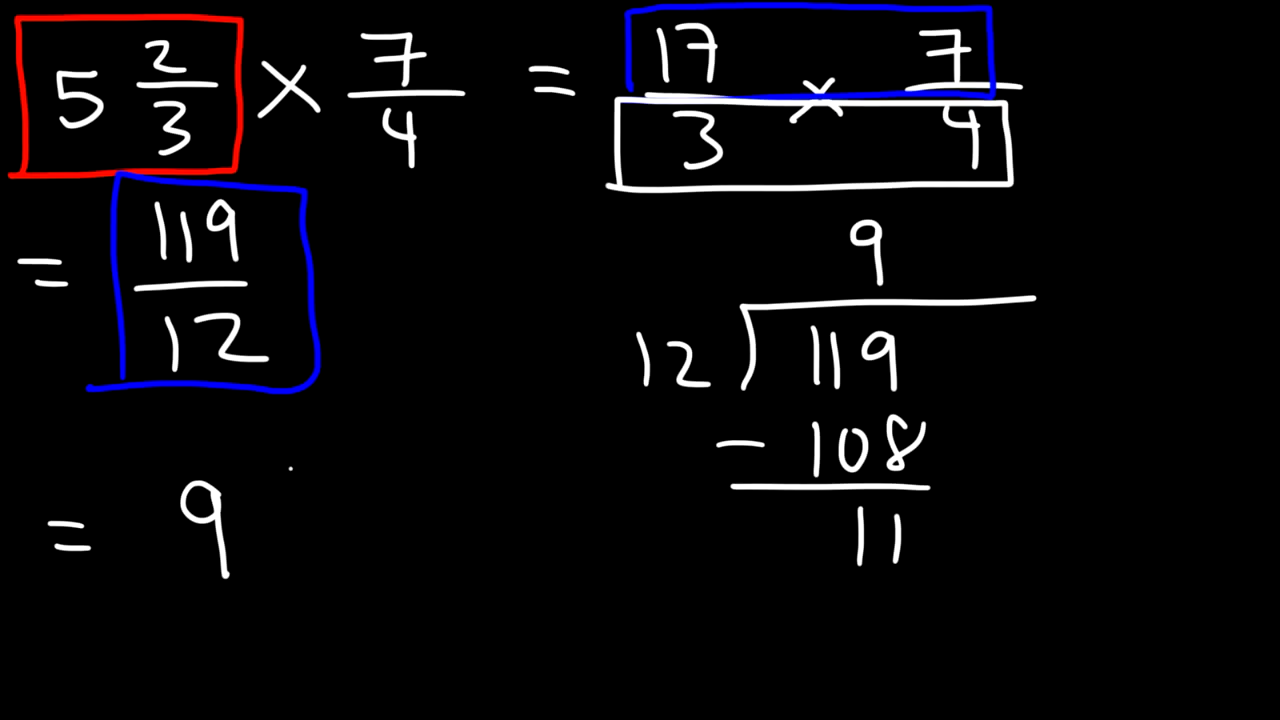 5 2/3 × 7/4 = 17/3 × 7/4
= 119/12
9
12 ) 119
− 108
11
= 9